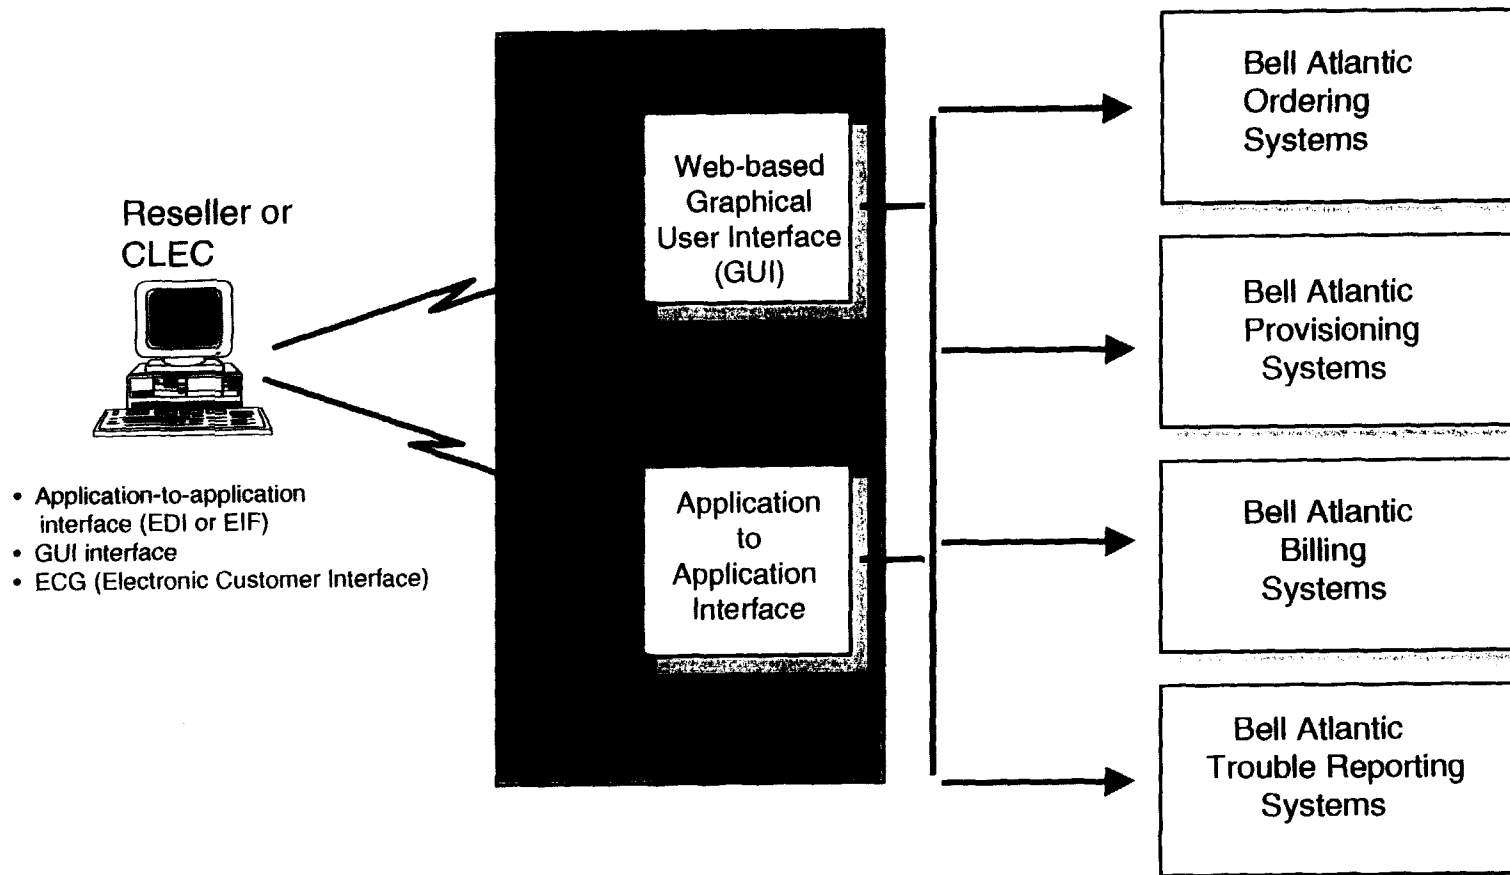 Reseller or
CLEC
• Application-to-application
interface (EDI or EIF)
• GUI interface
• ECG (Electronic Customer Interface)
Web-based
Graphical
User Interface
(GUI)
Application
to
Application
Interface
Bell Atlantic
Ordering
Systems
Bell Atlantic
Provisioning
Systems
Bell Atlantic
Billing
Systems
Bell Atlantic
Trouble Reporting
Systems